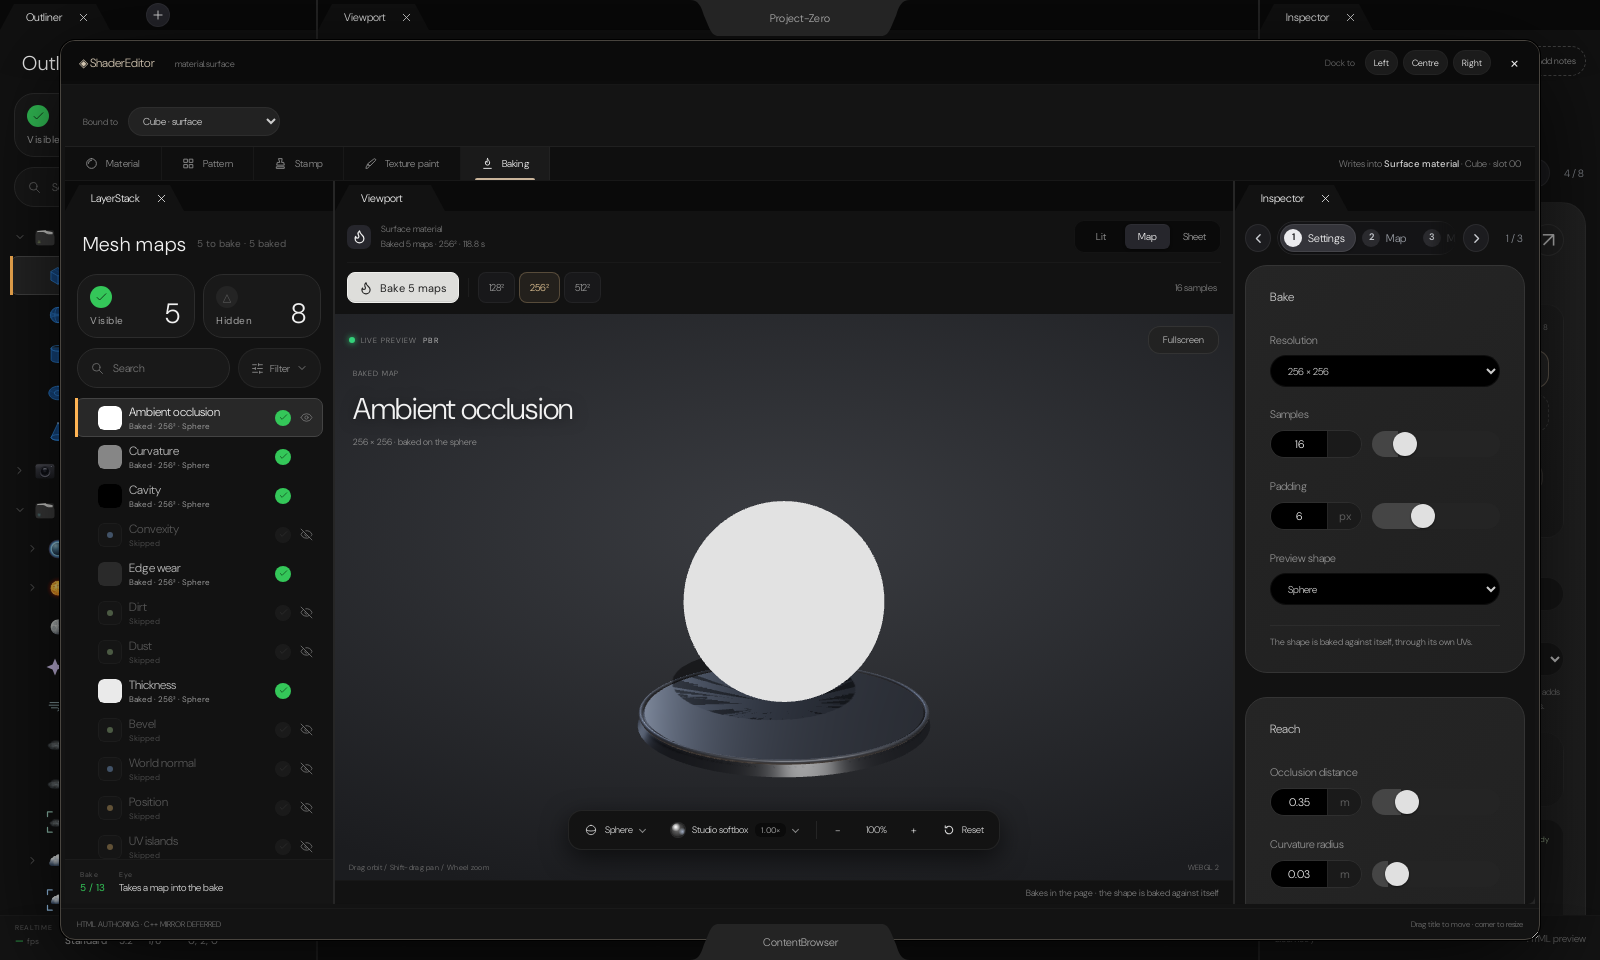 Outliner
Viewport
Project-Zero
Inspector
Outl
ShaderEditor
material.surface
Dock to
Left
Centre
Right
dd notes
Visible
Bound to
Cube · surface
Material
Pattern
Stamp
Texture paint
Baking
Writes into Surface material · Cube · slot 00
4 / 8
LayerStack
Viewport
Inspector
Mesh maps
5 to bake · 5 baked
Surface material
Baked 5 maps · 256² · 118.8 s
Lit
Map
Sheet
1 Settings
2 Map
3 M
1 / 3
Visible
5
Hidden
8
Bake 5 maps
128²
256²
512²
16 samples
Bake
Search
Filter
LIVE PREVIEW PBR
Fullscreen
BAKED MAP
Ambient occlusion
256 × 256 · baked on the sphere
Resolution
256 × 256
Samples
16
Padding
6
px
Preview shape
Sphere
The shape is baked against itself, through its own UVs.
Ambient occlusion
Baked · 256² · Sphere
Curvature
Baked · 256² · Sphere
Cavity
Baked · 256² · Sphere
Convexity
Skipped
Edge wear
Baked · 256² · Sphere
Dirt
Skipped
Dust
Skipped
Thickness
Baked · 256² · Sphere
Bevel
Skipped
World normal
Skipped
Position
Skipped
UV islands
Skipped
adds
Reach
Occlusion distance
0.35
m
Curvature radius
0.03
m
Sphere
Studio softbox
1.00×
−
100%
+
Reset
Drag orbit / Shift-drag pan / Wheel zoom
WEBGL 2
Bake
5 / 13
Eye
Takes a map into the bake
Bakes in the page · the shape is baked against itself
HTML AUTHORING · C++ MIRROR DEFERRED
Drag title to move · corner to resize
REALTIME
fps
ContentBrowser
HTML preview